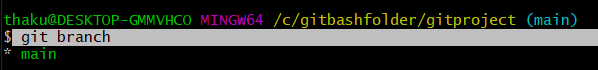 thaku@DESKTOP-GMMVHCO MINGW64 /c/gitbashfolder/gitproject (main)
$ git branch
* main